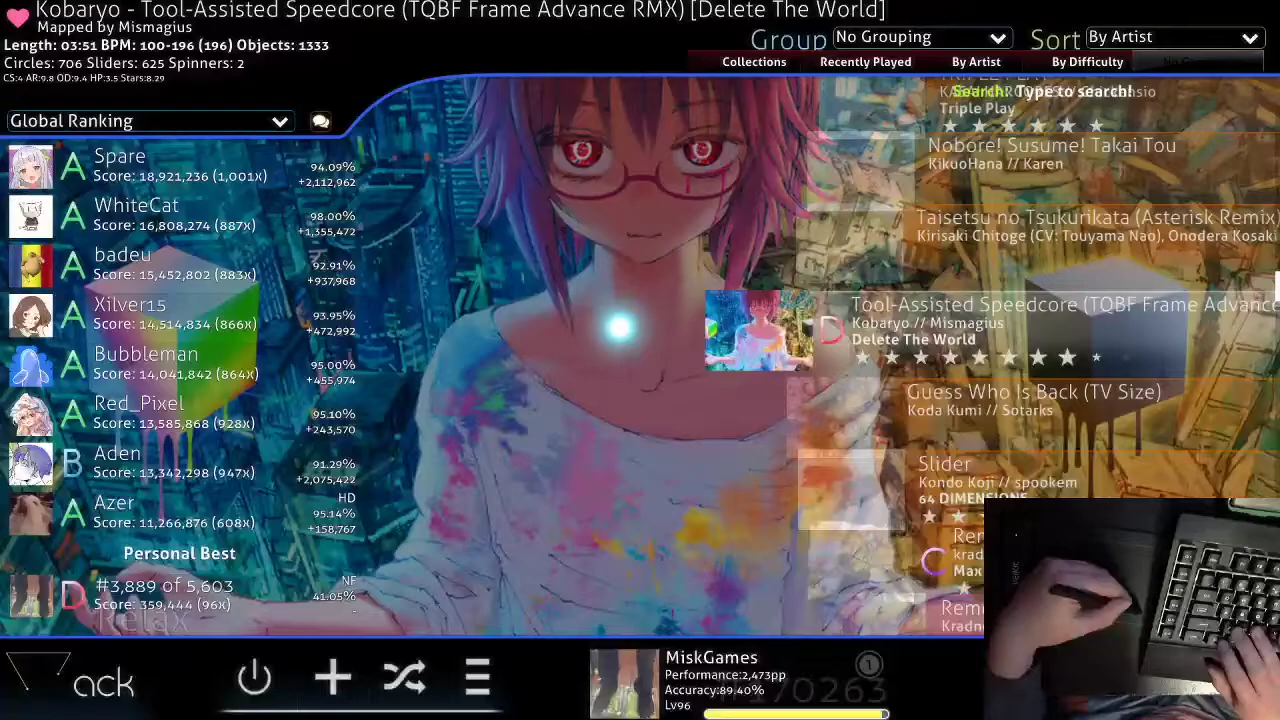 Kobaryo - Tool-Assisted Speedcore (TQBF Frame Advance RMX) [Delete The World]
Mapped by Mismagius
Length: 03:51 BPM: 100-196 (196) Objects: 1333
Circles: 706 Sliders: 625 Spinners: 2
CS:4 AR:9.8 OD:9.4 HP:3.5 Stars:8.29
Group No Grouping Sort By Artist
Collections Recently Played By Artist By Difficulty
Search: Type to search!
Global Ranking
Spare
Score: 18,921,236 (1,001x)
94.09%
+2,112,962
WhiteCat
Score: 16,808,274 (887x)
98.00%
+1,355,472
badeu
Score: 15,452,802 (883x)
92.91%
+937,968
Xilver15
Score: 14,514,834 (866x)
93.95%
+472,992
Bubbleman
Score: 14,041,842 (864x)
95.00%
+455,974
Red_Pixel
Score: 13,585,868 (928x)
95.10%
+243,570
Aden
Score: 13,342,298 (947x)
91.29%
+2,075,422
Azer
Score: 11,266,876 (608x)
HD
95.14%
+158,767
Personal Best
#3,889 of 5,603
Score: 359,444 (96x)
NF
41.05%
-
Relax
TRIPLE PLAY
Triple Play
Nobore! Susume! Takai Tou
KikuoHana // Karen
Taisetsu no Tsukurikata (Asterisk Remix)
Kirisaki Chitoge (CV: Touyama Nao), Onodera Kosaki
Tool-Assisted Speedcore (TQBF Frame Advance
Kobaryo // Mismagius
Delete The World
Guess Who Is Back (TV Size)
Koda Kumi // Sotarks
Slider
Kondo Koji // spookem
64 DIMENSIONS
Rem
krad
Max
Reme
Kradne
ack
MiskGames
Performance:2,473pp
Accuracy:89.40%
Lv96
1
#170263